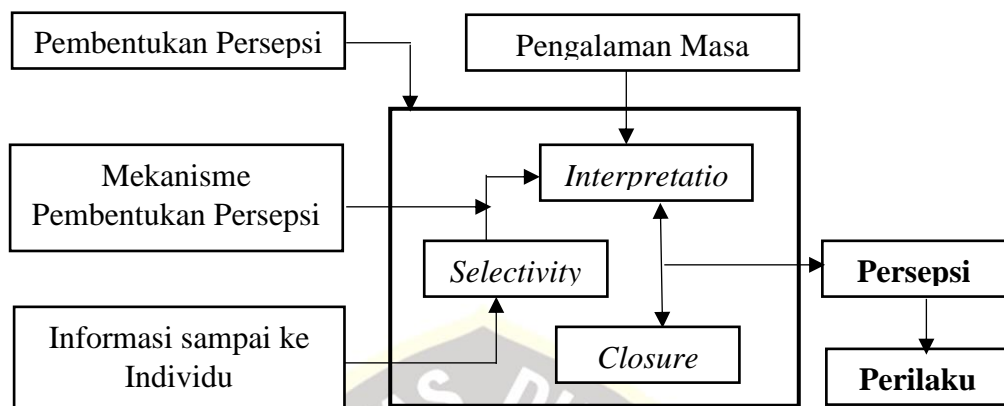 Pembentukan Persepsi
Pengalaman Masa
Mekanisme
Pembentukan Persepsi
Interpretatio
Selectivity
Persepsi
Informasi sampai ke
Individu
Closure
Perilaku